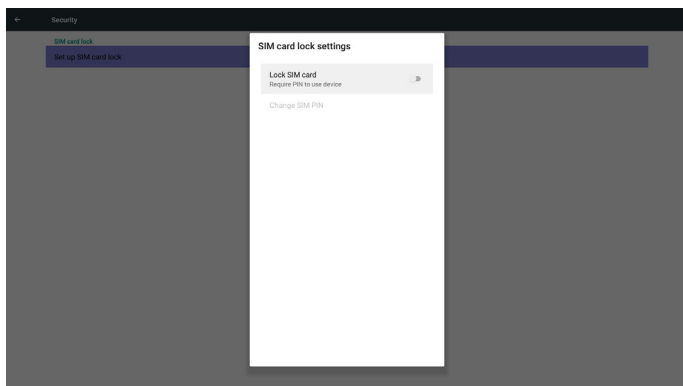 Security
SIM card lock
Set up SIM card lock
SIM card lock settings
Lock SIM card
Require PIN to use device
Change SIM PIN